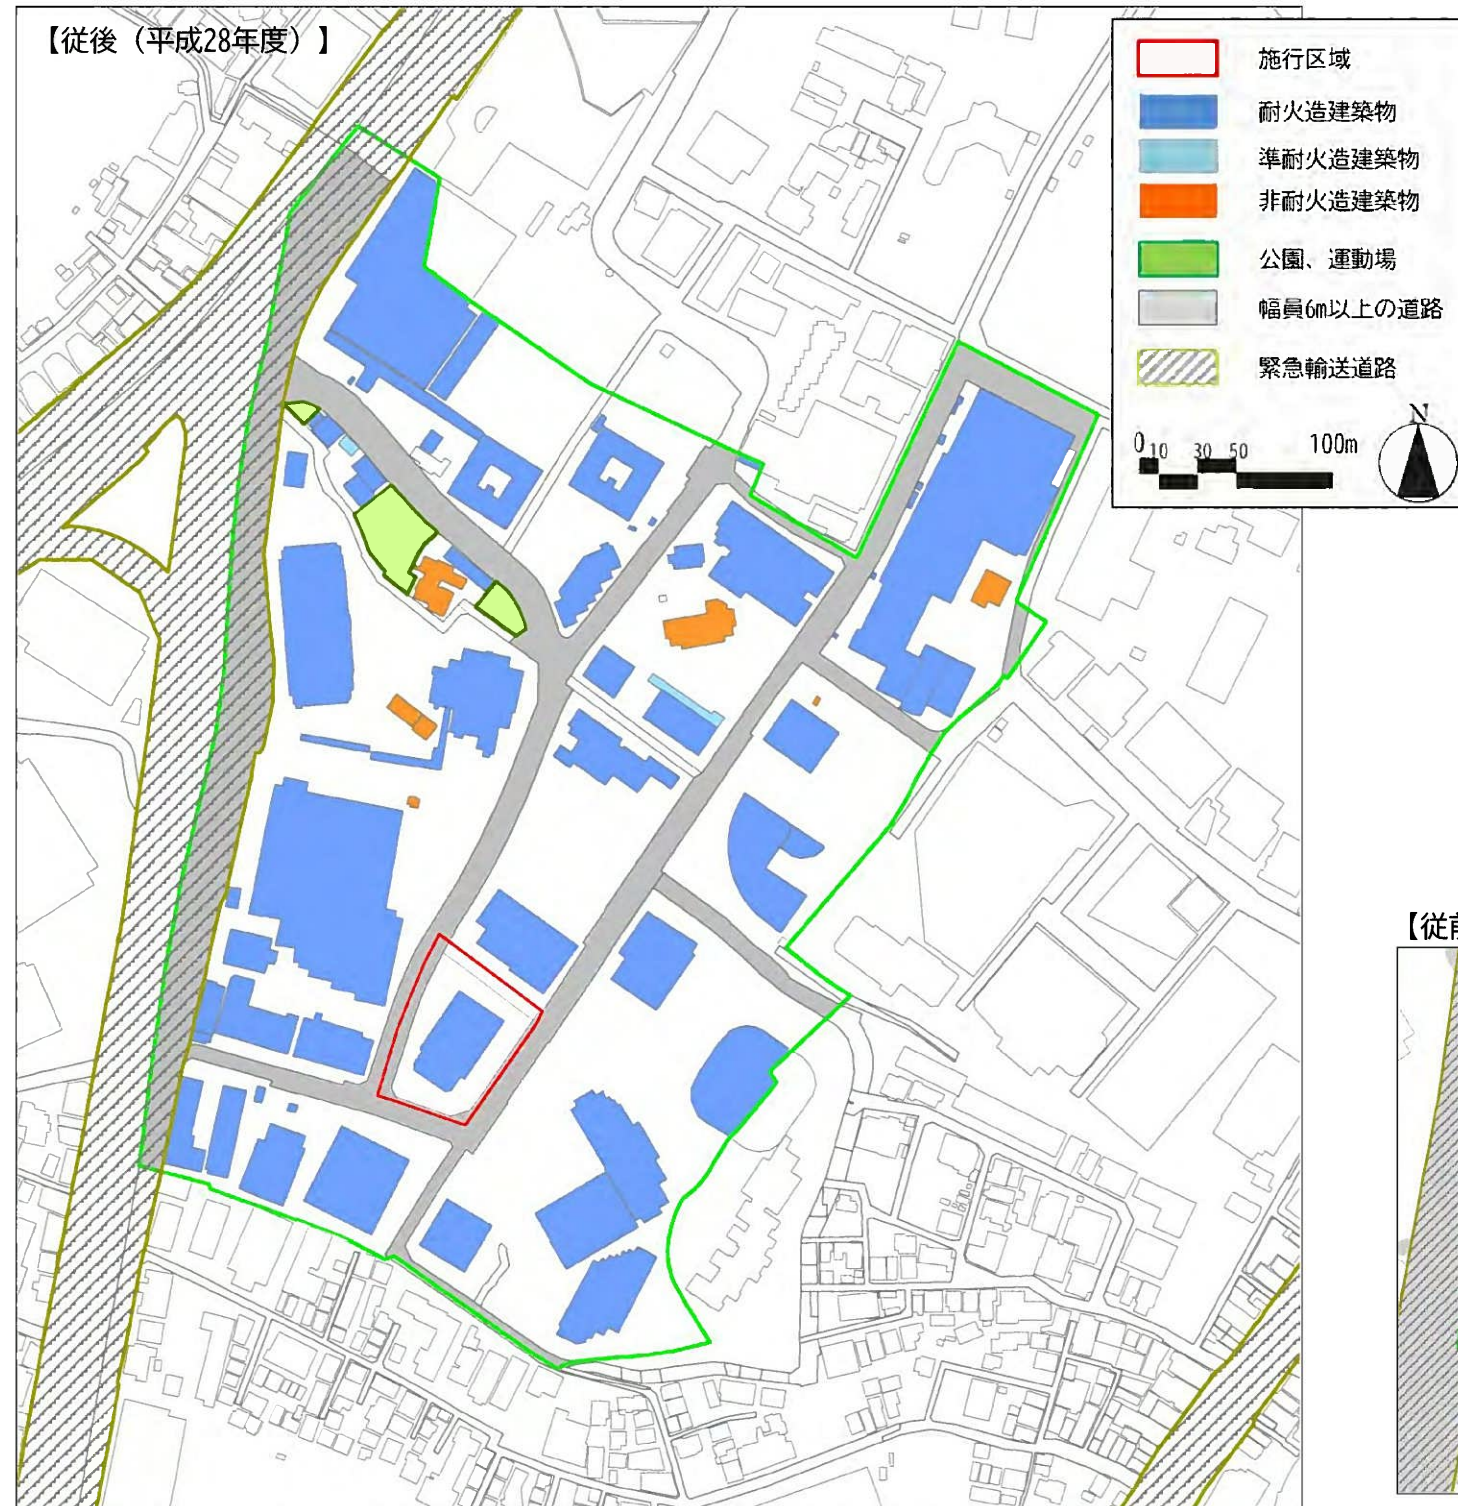 【従後（平成28年度）】
施行区域
耐火造建築物
準耐火造建築物
非耐火造建築物
公園、運動場
幅員6m以上の道路
緊急輸送道路
N
0 10 30 50 100m
【従前